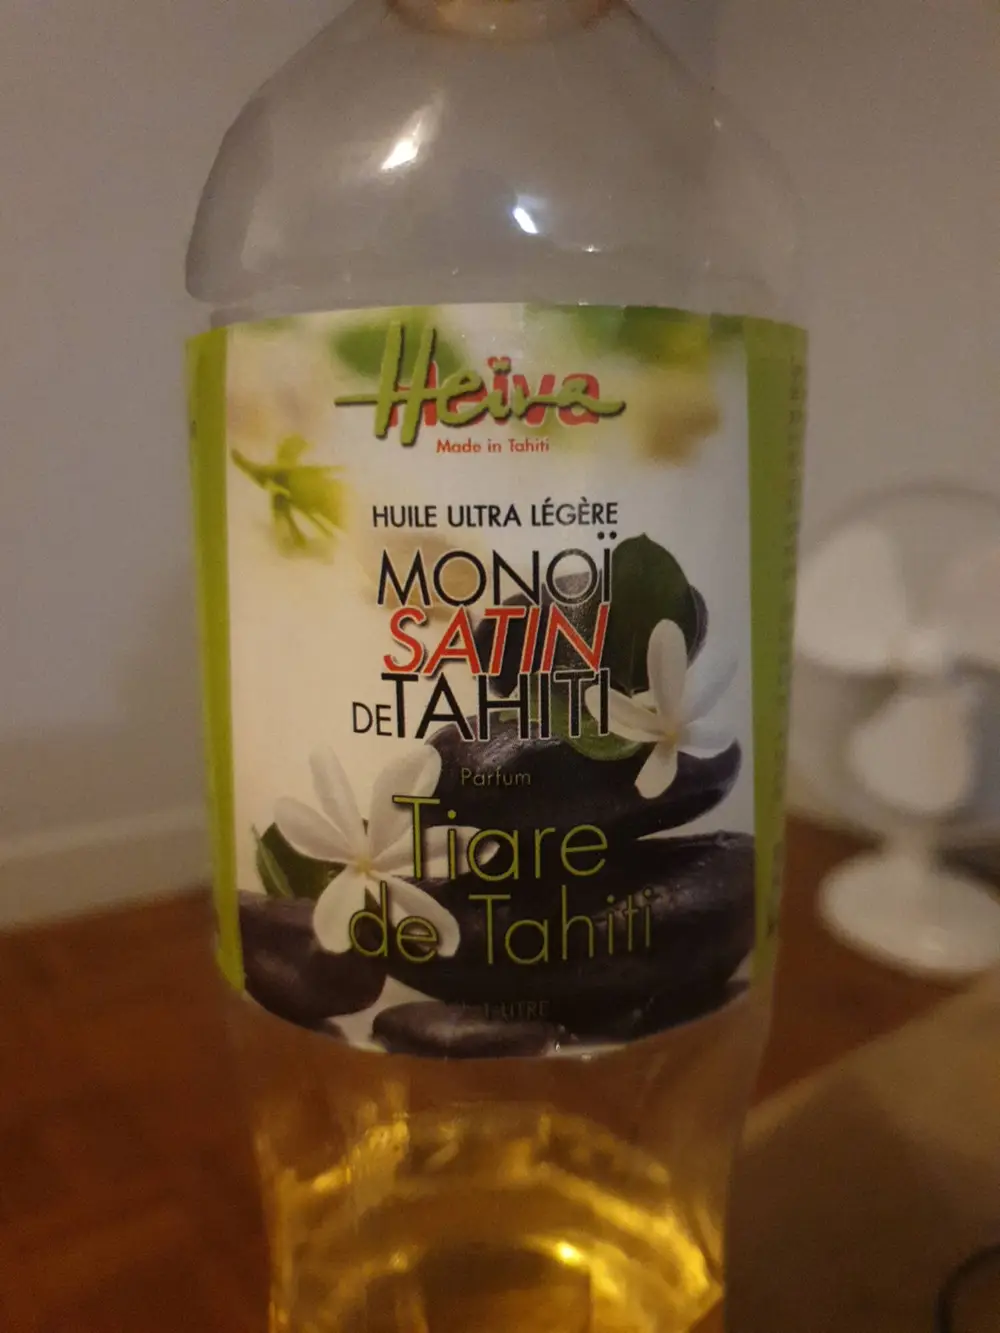 Heïva
Made in Tahiti
HUILE ULTRA LÉGÈRE
MONOÏ
SATIN
DE TAHITI
Parfum
Tiare
de Tahiti
1 LITRE